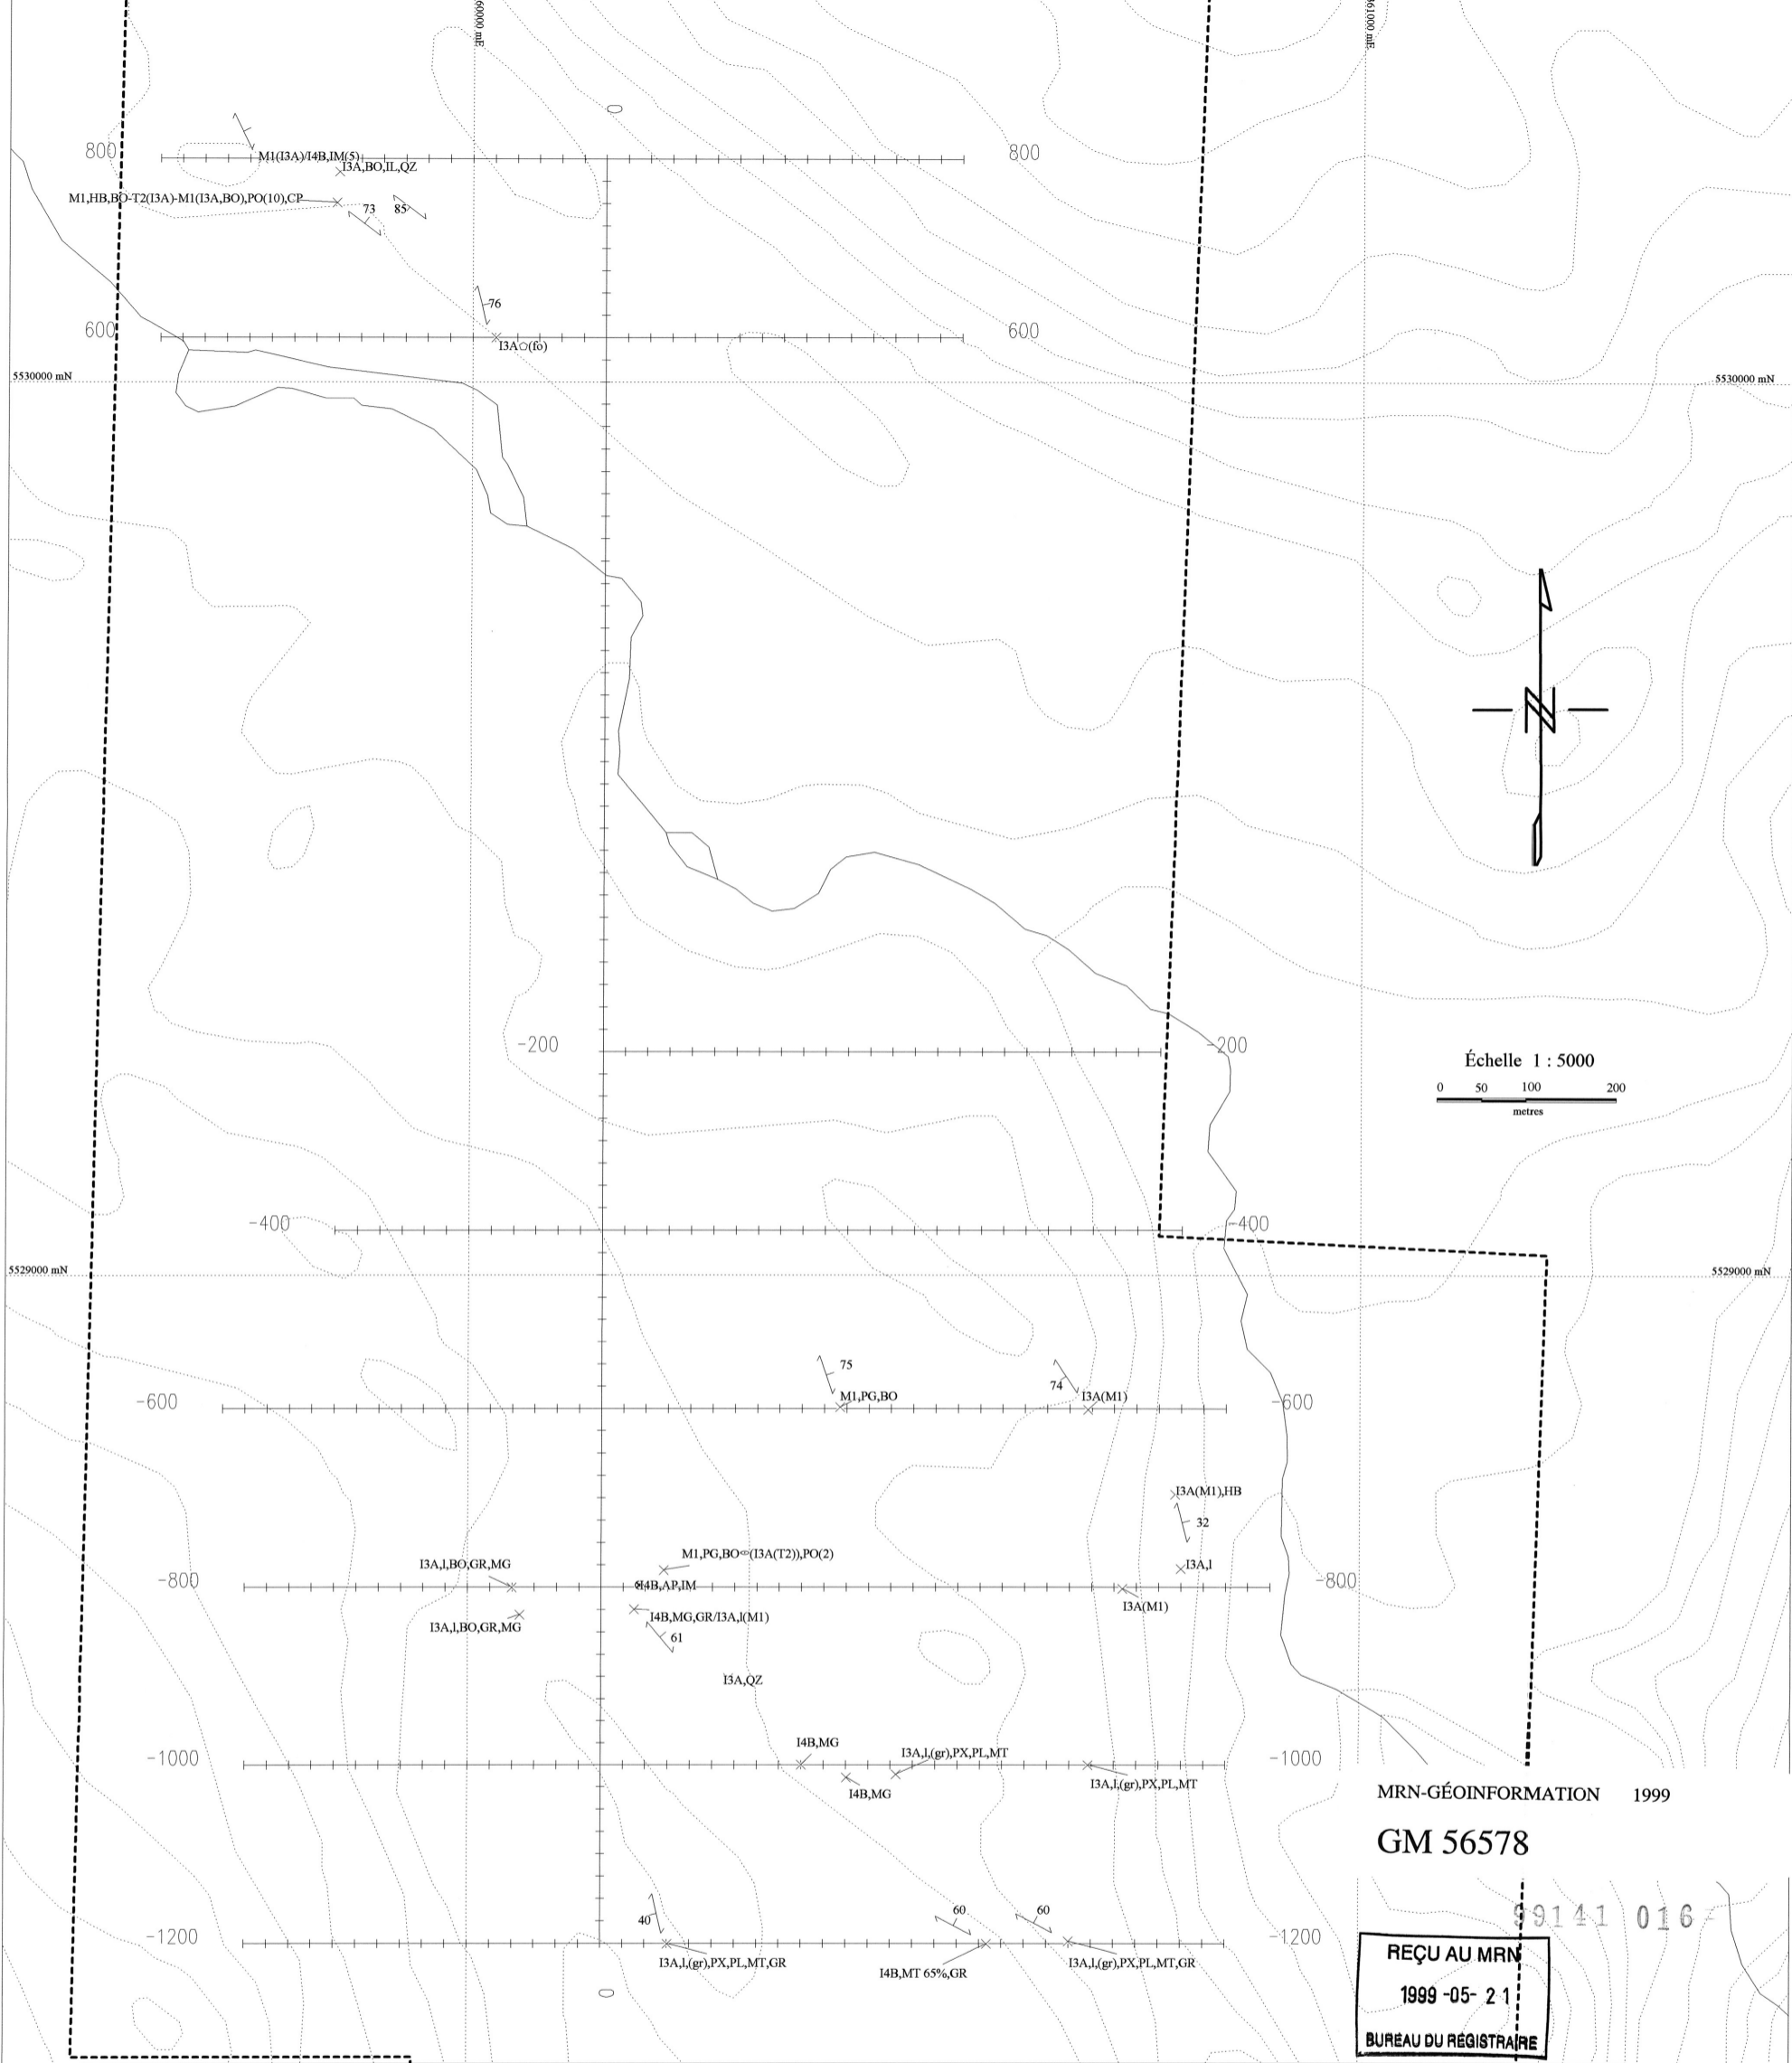 60000 mE
61000 mE
0
800
M1(I3A)/I4B,IM(5)
I3A,BO,IL,QZ
800
M1,HB,BO-T2(I3A)-M1(I3A,BO),PO(10),CP
73
85
76
600
I3A(fo)
600
5530000 mN
5530000 mN
N
-200
-200
Échelle 1 : 5000
0 50 100 200
metres
-400
-400
5529000 mN
5529000 mN
75
74
M1,PG,BO
I3A(M1)
-600
-600
I3A(M1),HB
32
M1,PG,BO(I3A(T2)),PO(2)
I3A,l,BO,GR,MG
I3A,l
-800
I4B,AP,IM
-800
I3A(M1)
I4B,MG,GR/I3A,l(M1)
I3A,l,BO,GR,MG
61
I3A,QZ
I4B,MG
I3A,l,(gr),PX,PL,MT
-1000
-1000
I3A,l,(gr),PX,PL,MT
I4B,MG
MRN-GÉOINFORMATION 1999
GM 56578
60
60
40
99141 016
-1200
-1200
I3A,l,(gr),PX,PL,MT,GR
I4B,MT 65%,GR
I3A,l,(gr),PX,PL,MT,GR
0
REÇU AU MRN
1999 -05- 21
BUREAU DU REGISTRAIRE